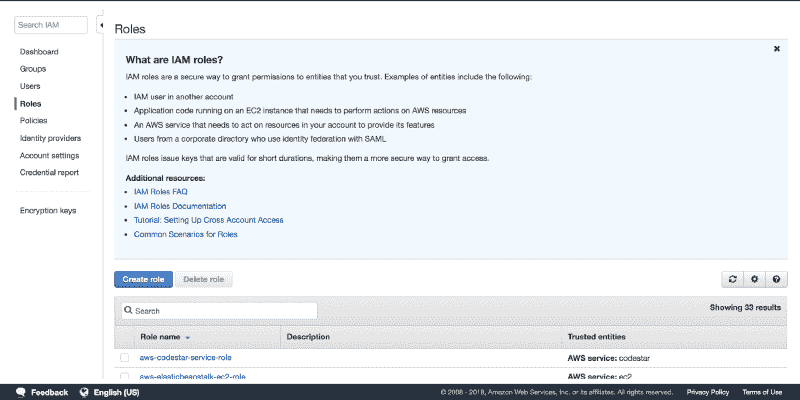 Search IAM
Dashboard
Groups
Users
Roles
Policies
Identity providers
Account settings
Credential report
Encryption keys
Roles
What are IAM roles?
IAM roles are a secure way to grant permissions to entities that you trust. Examples of entities include the following:
• IAM user in another account
• Application code running on an EC2 instance that needs to perform actions on AWS resources
• An AWS service that needs to act on resources in your account to provide its features
• Users from a corporate directory who use identity federation with SAML
IAM roles issue keys that are valid for short durations, making them a more secure way to grant access.
Additional resources:
• IAM Roles FAQ
• IAM Roles Documentation
• Tutorial: Setting Up Cross Account Access
• Common Scenarios for Roles
Create role Delete role
Search Showing 33 results
Role name Description Trusted entities
aws-codestar-service-role AWS service: codestar
aws-elasticbeanstalk-ec2-role AWS service: ec2
Feedback English (US) © 2008 - 2018, Amazon Web Services, Inc. or its affiliates. All rights reserved. Privacy Policy Terms of Use